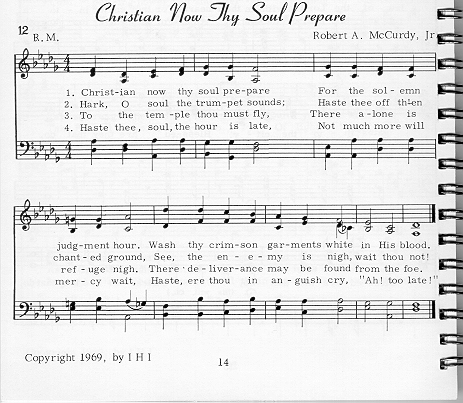 Christian Now Thy Soul Prepare
12
R.M.
Robert A. McCurdy, Jr
4
4
1. Christ-ian now thy soul pre-pare For the sol-emn
2. Hark, O soul the trum-pet sounds; Haste thee off th'en
3. To the tem-ple thou must fly, There a-lone is
4. Haste thee, soul, the hour is late, Not much more will
4
4
judg-ment hour. Wash thy crim-son gar-ments white in His blood.
chant-ed ground, See, the en-e-my is nigh, wait thou not!
ref-uge nigh. There de-liver-ance may be found from the foe.
mer-cy wait, Haste, ere thou in an-guish cry, "Ah! too late!"
Copyright 1969, by I H I
14